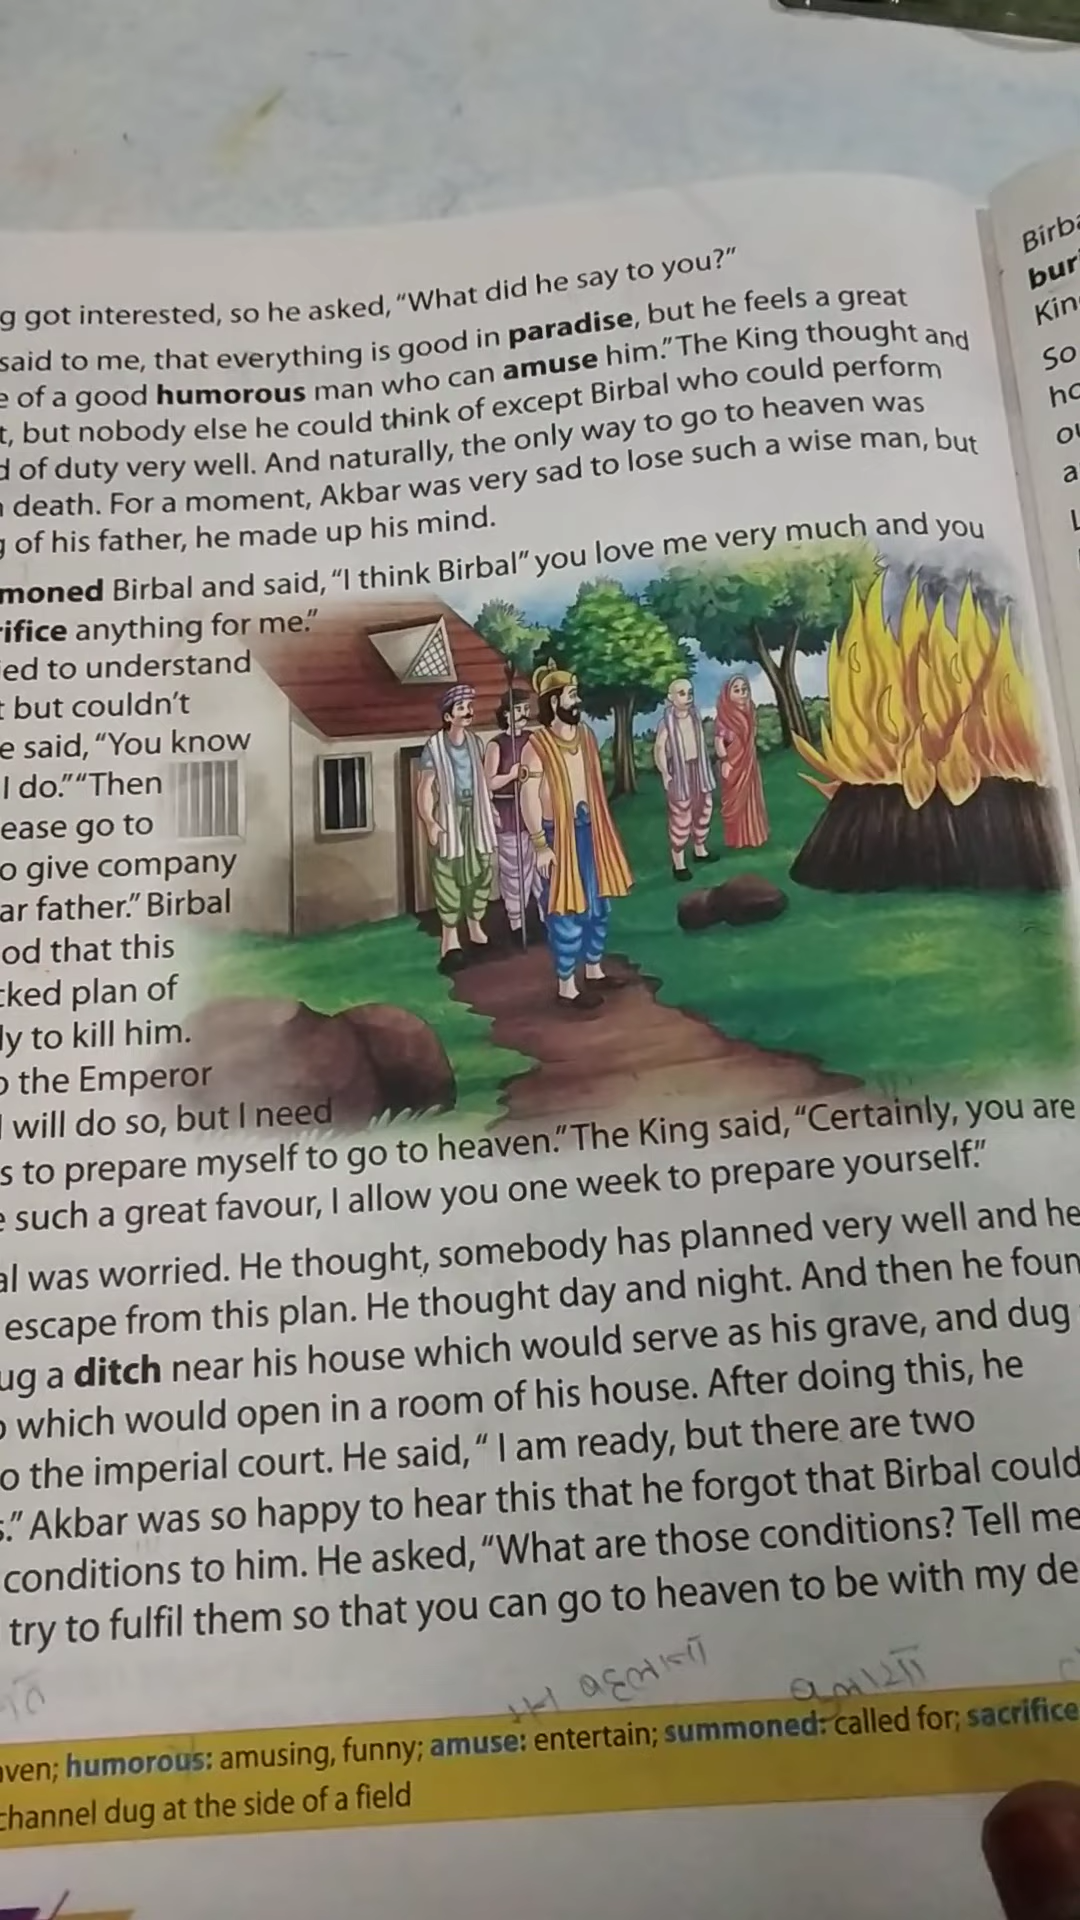 g got interested, so he asked, “What did he say to you?”
said to me, that everything is good in paradise, but he feels a great
e of a good humorous man who can amuse him.” The King thought and
t, but nobody else he could think of except Birbal who could perform
d of duty very well. And naturally, the only way to go to heaven was
death. For a moment, Akbar was very sad to lose such a wise man, but
g of his father, he made up his mind.
moned Birbal and said, “I think Birbal” you love me very much and you
rifice anything for me.”
ied to understand
t but couldn’t
e said, “You know
I do.” “Then
ease go to
o give company
ar father.” Birbal
od that this
cked plan of
ly to kill him.
o the Emperor
I will do so, but I need
s to prepare myself to go to heaven.” The King said, “Certainly, you are
e such a great favour, I allow you one week to prepare yourself.”
al was worried. He thought, somebody has planned very well and he
escape from this plan. He thought day and night. And then he foun
ug a ditch near his house which would serve as his grave, and dug
o which would open in a room of his house. After doing this, he
o the imperial court. He said, “ I am ready, but there are two
s.” Akbar was so happy to hear this that he forgot that Birbal could
conditions to him. He asked, “What are those conditions? Tell me
try to fulfil them so that you can go to heaven to be with my de
aven; humorous: amusing, funny; amuse: entertain; summoned: called for; sacrifice
channel dug at the side of a field
Birba
bur
King
So
ho
ou
a